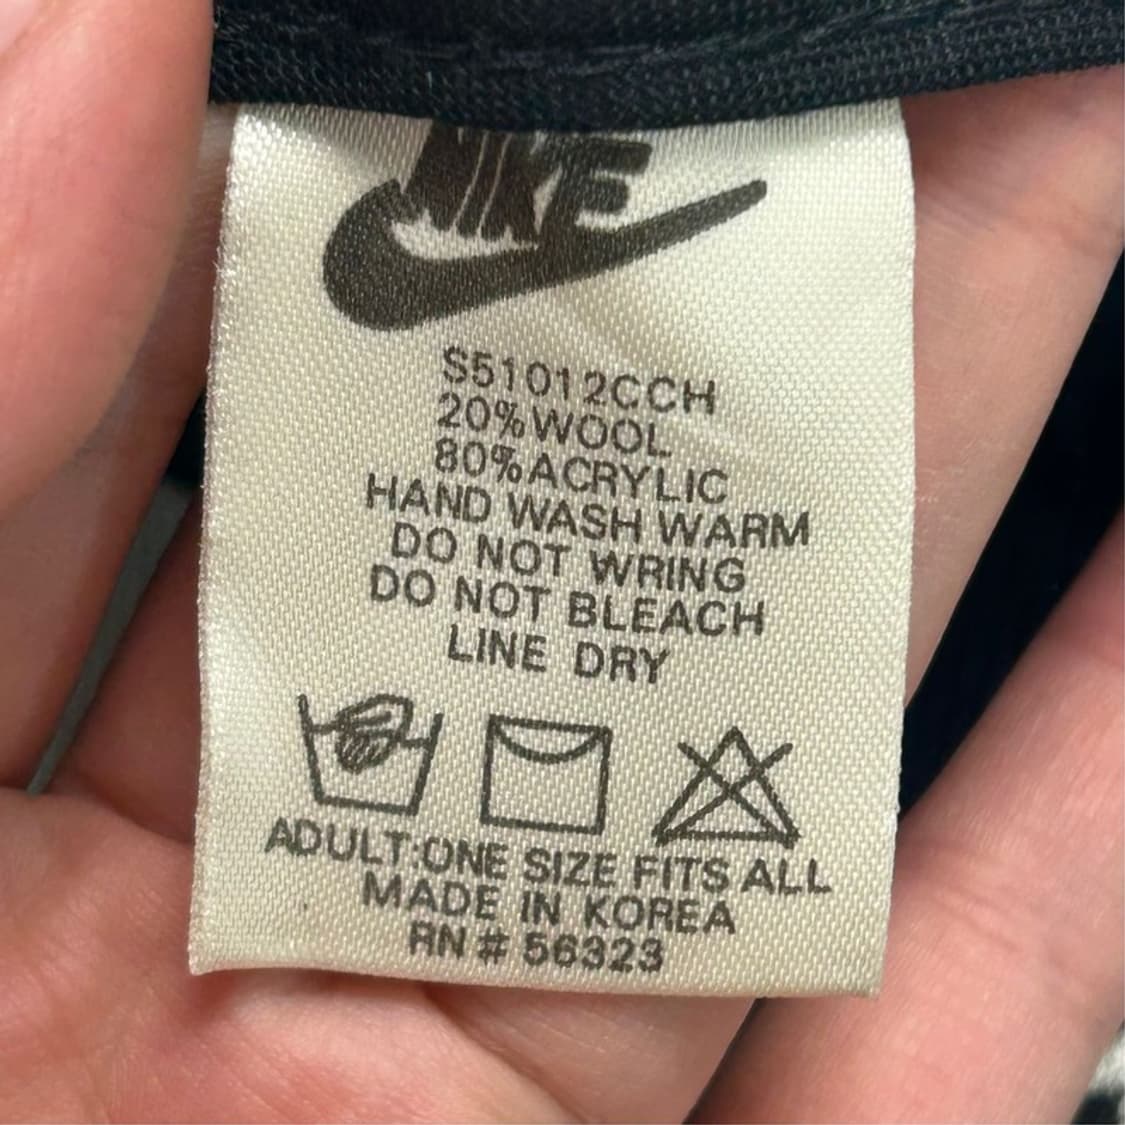 NIKE
S51012CCH
20%WOOL
80%ACRYLIC
HAND WASH WARM
DO NOT WRING
DO NOT BLEACH
LINE DRY
ADULT:ONE SIZE FITS ALL
MADE IN KOREA
RN # 56323